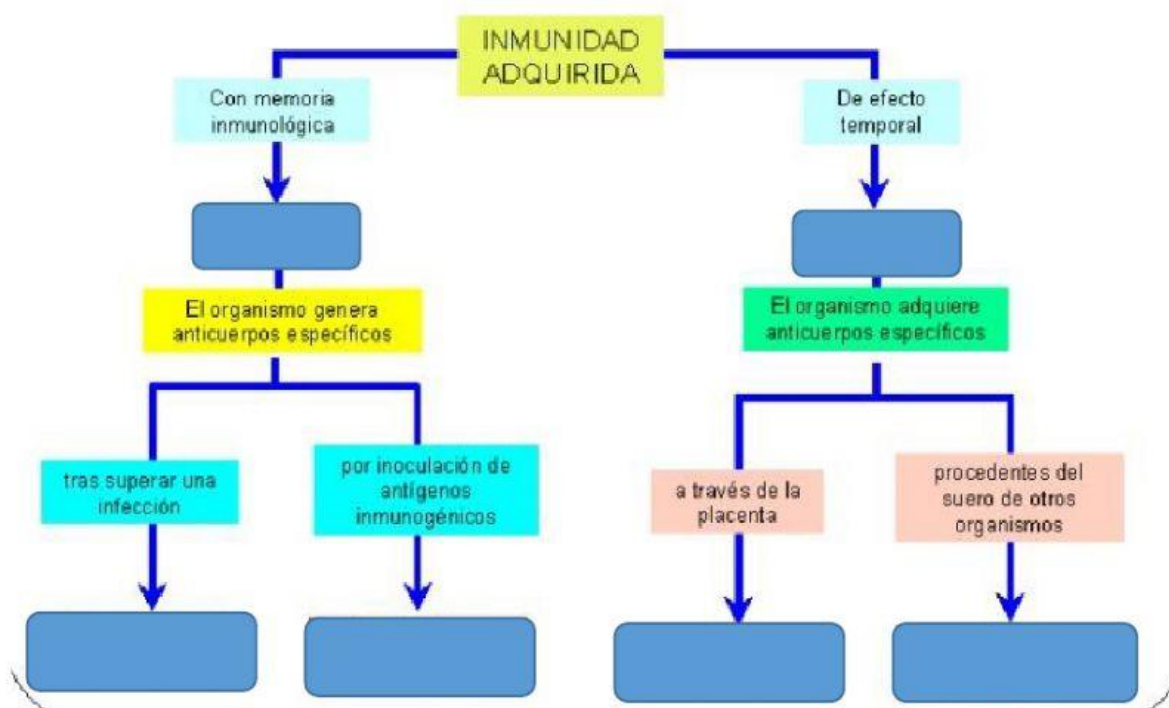 INMUNIDAD
ADQUIRIDA
Con memoria
inmunológica
De efecto
temporal
El organismo genera
anticuerpos específicos
El organismo adquiere
anticuerpos específicos
tras superar una
infección
por inoculación de
antígenos
inmunogénicos
a través de la
placenta
procedentes del
suero de otros
organismos